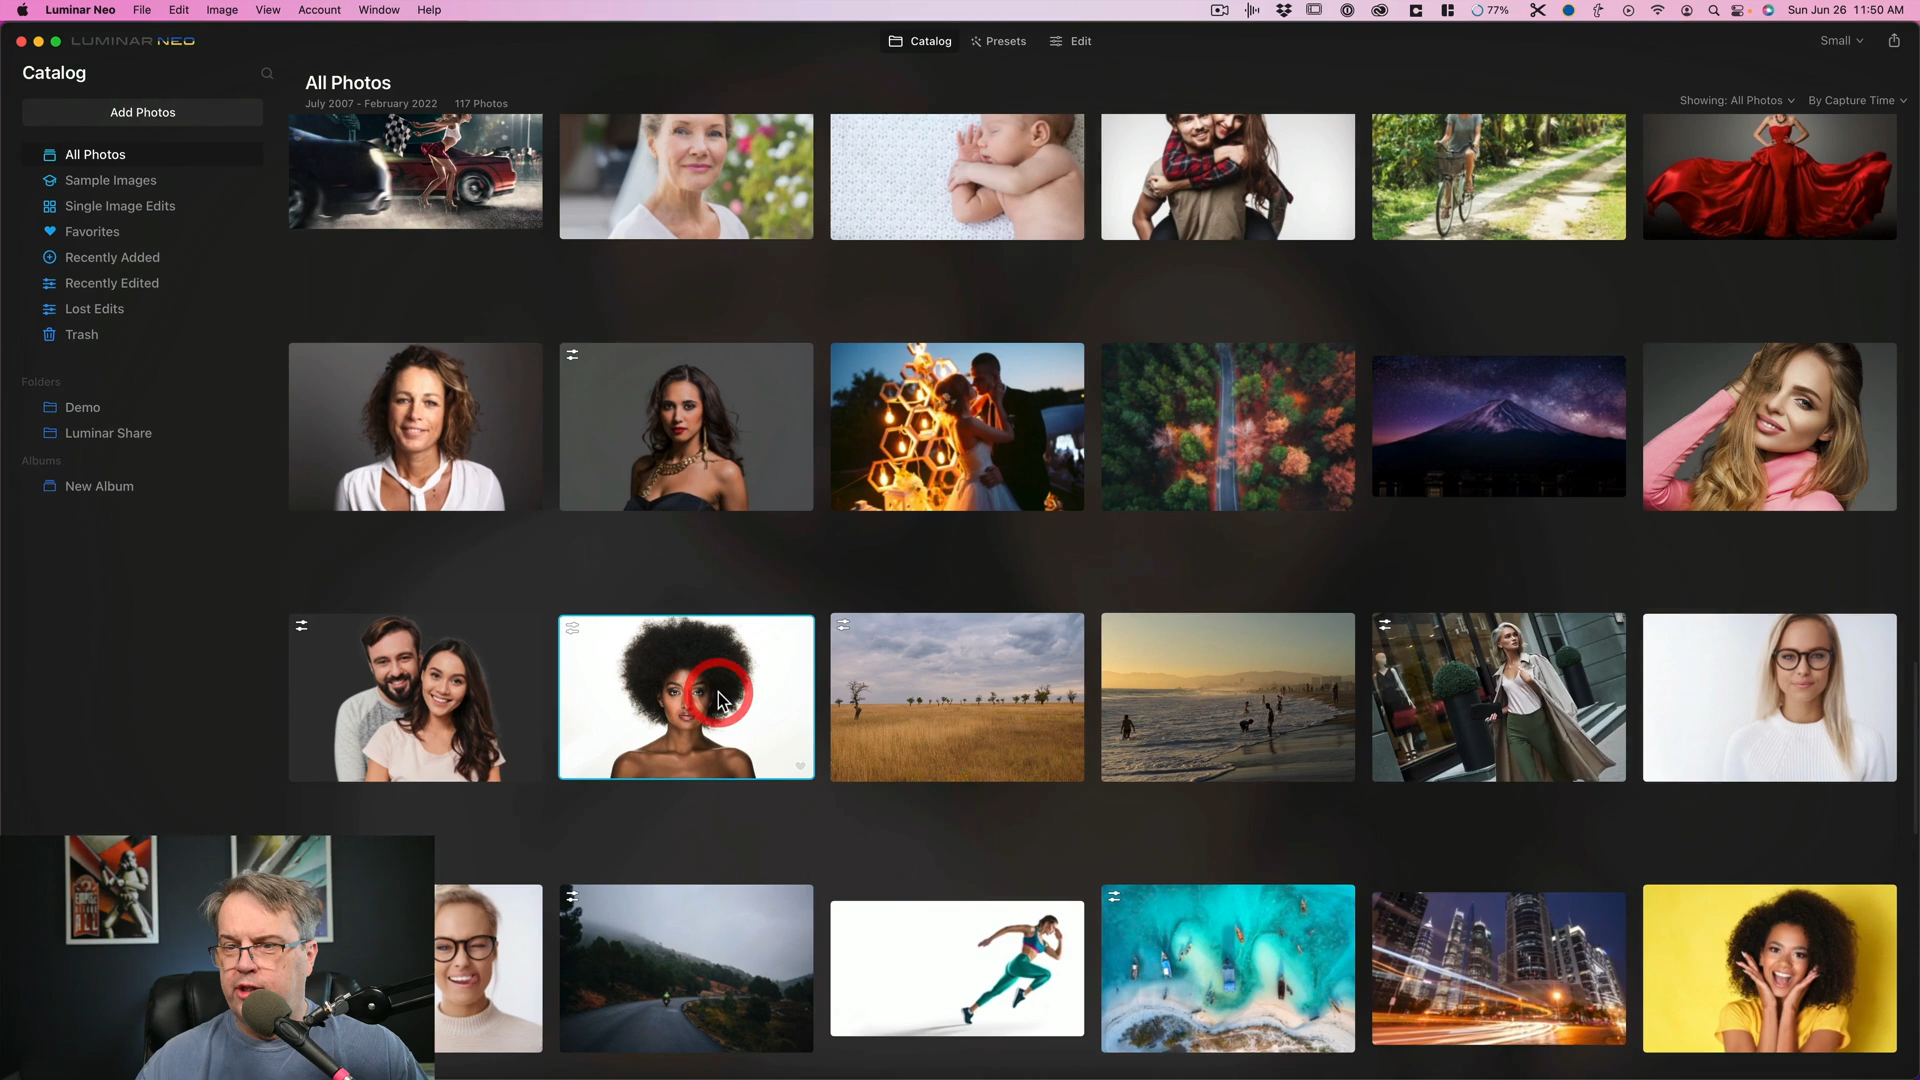 Luminar Neo File Edit Image View Account Window Help
77% Sun Jun 26 11:50 AM
LUMINAR NEO
Catalog Presets Edit
Small
Catalog
Add Photos
All Photos
Sample Images
Single Image Edits
Favorites
Recently Added
Recently Edited
Lost Edits
Trash
Folders
Demo
Luminar Share
Albums
New Album
All Photos
July 2007 - February 2022 117 Photos
Showing: All Photos By Capture Time